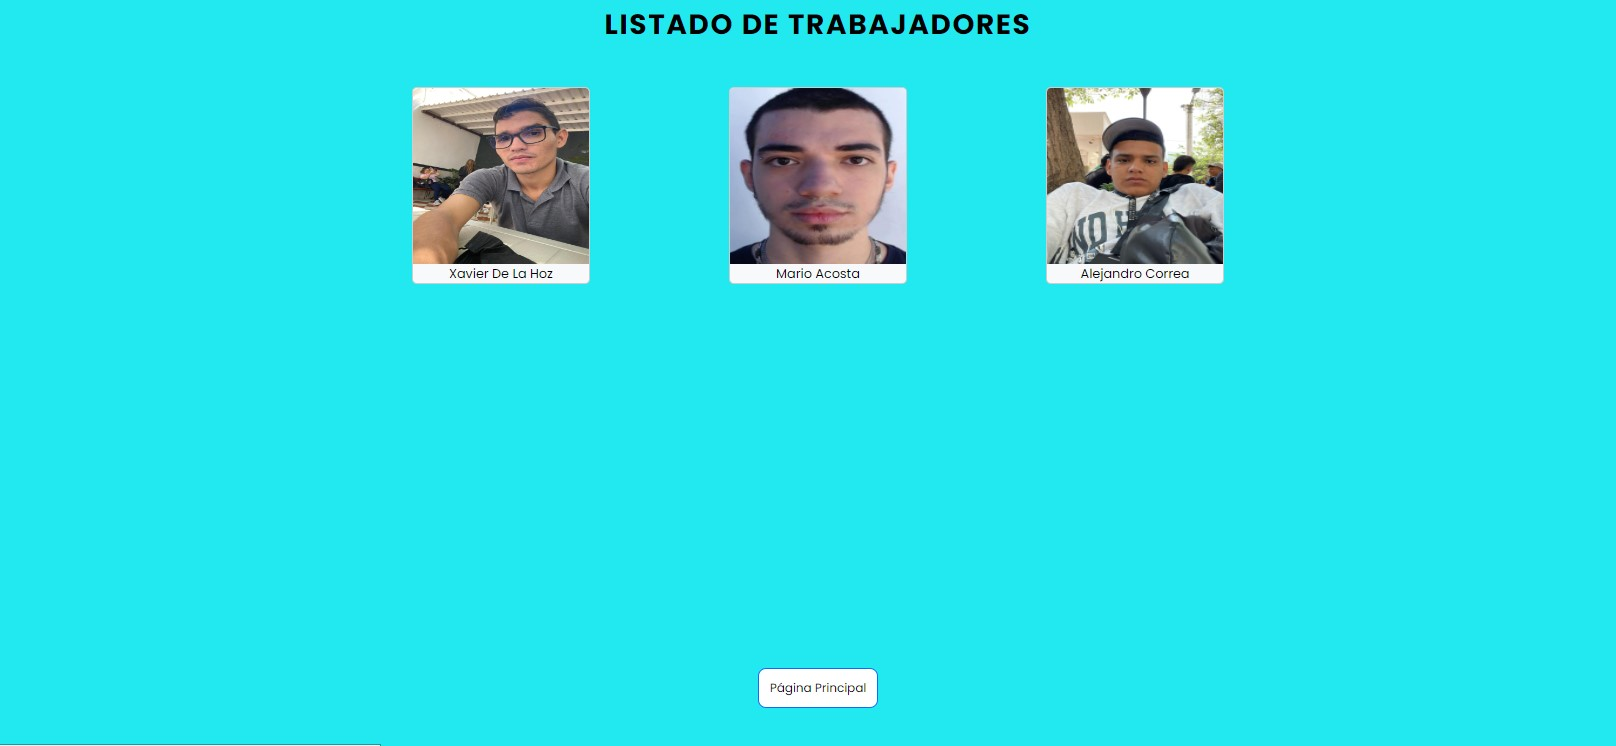 LISTADO DE TRABAJADORES
Xavier De La Hoz
Mario Acosta
Alejandro Correa
Página Principal